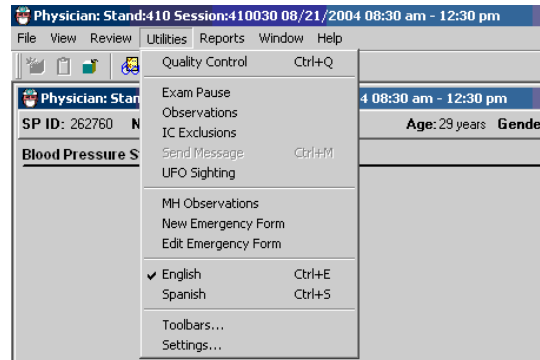 Physician: Stand:410 Session:410030 08/21/2004 08:30 am - 12:30 pm
File View Review Utilities Reports Window Help
Quality Control Ctrl+Q
Exam Pause
Physician: Stan 4 08:30 am - 12:30 pm
Observations
SP ID: 262760 N Age: 29 years Gende
IC Exclusions
Blood Pressure S Send Message Ctrl+M
UFO Sighting
MH Observations
New Emergency Form
Edit Emergency Form
English Ctrl+E
Spanish Ctrl+S
Toolbars...
Settings...